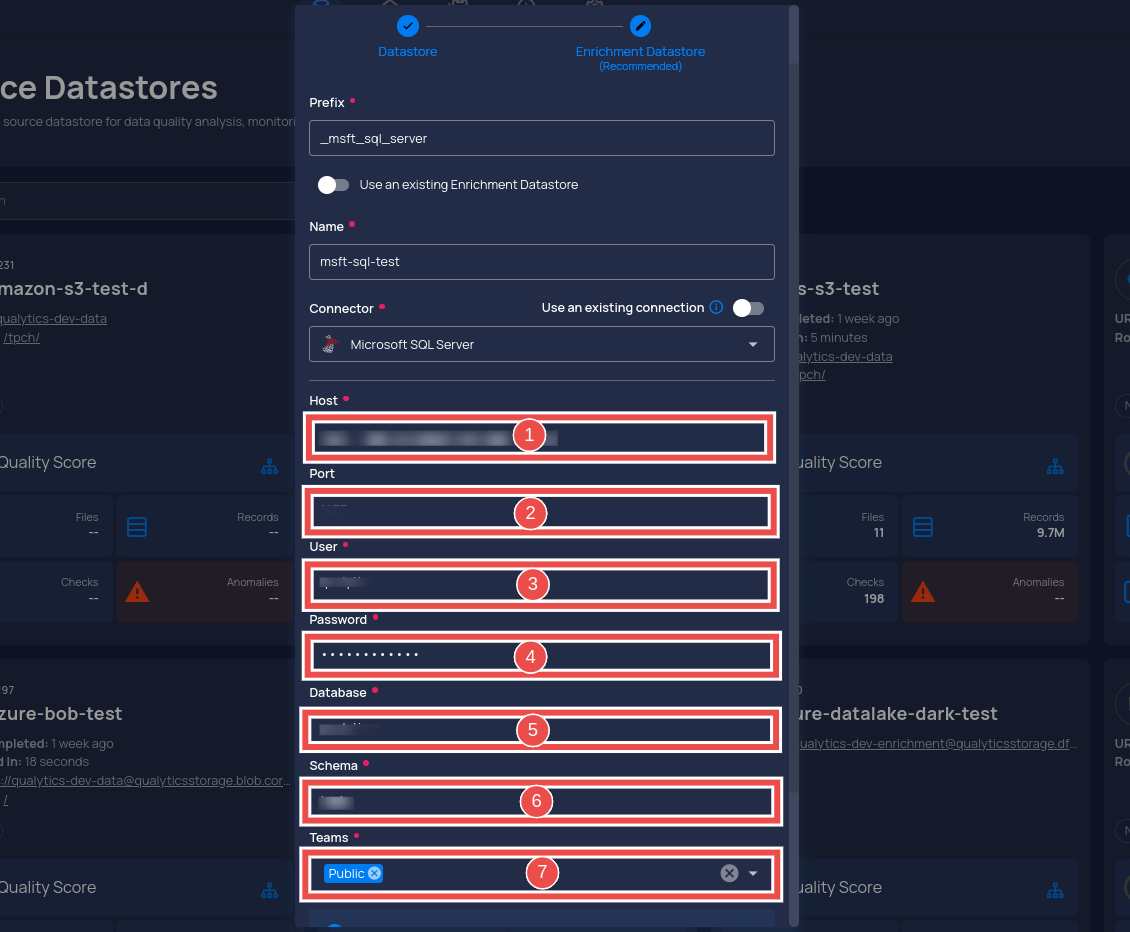 Datastore
Enrichment Datastore
(Recommended)
ce Datastores
source datastore for data quality analysis, monitori
Prefix
_msft_sql_server
Use an existing Enrichment Datastore
Name
msft-sql-test
Connector
Use an existing connection
Microsoft SQL Server
Host
1
Port
2
User
3
Password
••••••••••••
4
Database
5
Schema
6
Teams
Public
7
231
mazon-s3-test-d
qualytics-dev-data
/tpch/
Quality Score
Files
--
Records
--
Checks
--
Anomalies
--
97
zure-bob-test
mpleted: 1 week ago
d In: 18 seconds
://qualytics-dev-data@qualyticsstorage.blob.cor...
/
Quality Score
s-s3-test
leted: 1 week ago
n: 5 minutes
alytics-dev-data
pch/
uality Score
Files
11
Records
9.7M
Checks
198
Anomalies
--
ure-datalake-dark-test
ualytics-dev-enrichment@qualyticsstorage.df...
uality Score
UR
Ro
N
UR
Ro
N